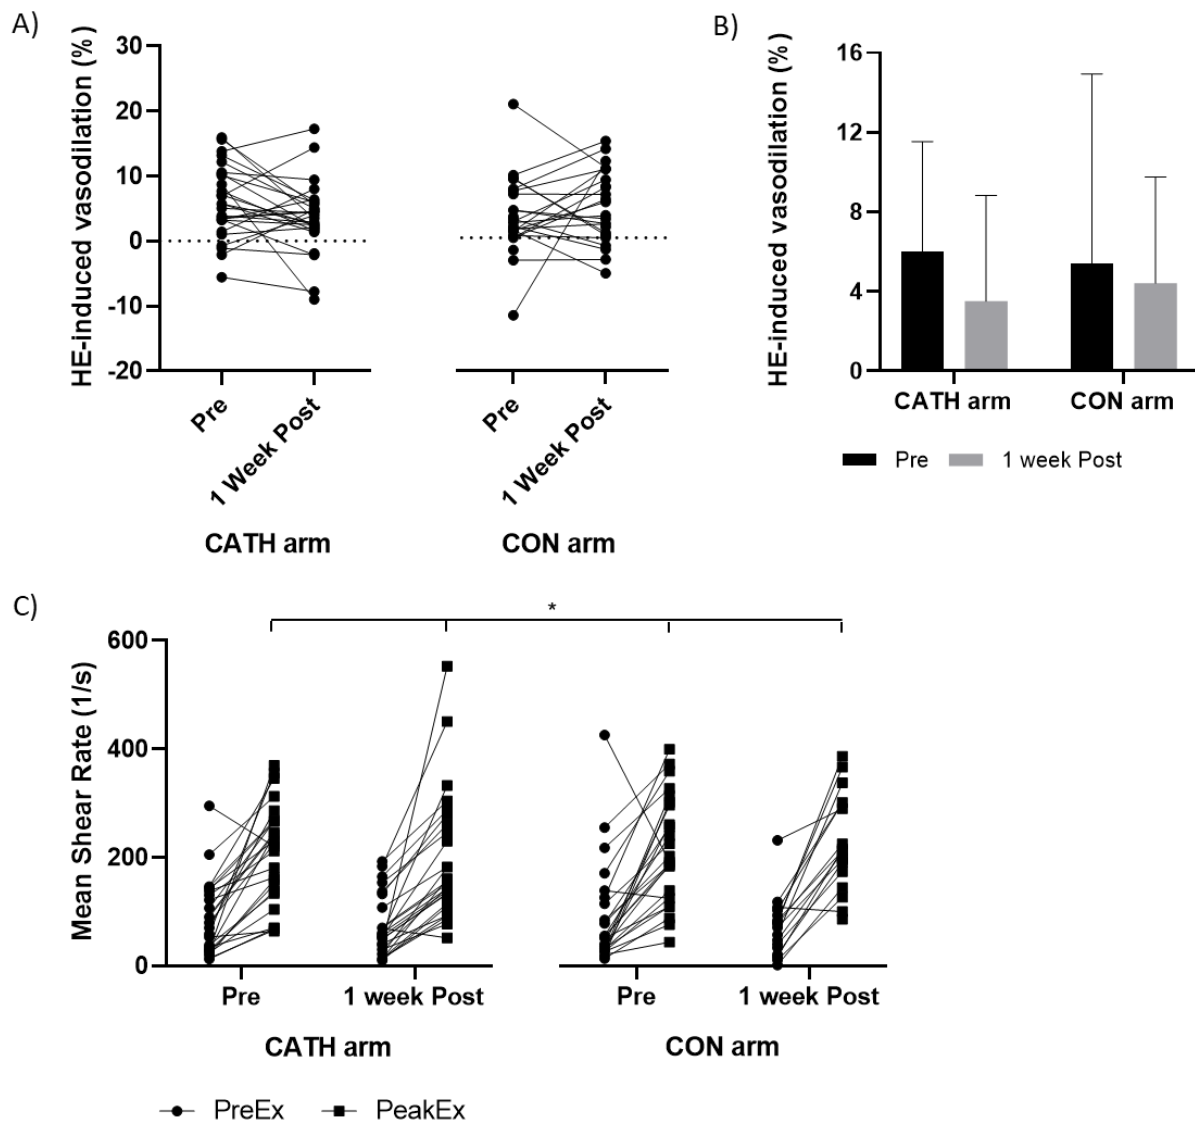 A)
HE-induced vasodilation (%)
30
20
10
0
-10
-20
Pre
1 Week Post
CATH arm
Pre
1 Week Post
CON arm
B)
HE-induced vasodilation (%)
16
12
8
4
0
CATH arm
CON arm
Pre
1 week Post
C)
*
Mean Shear Rate (1/s)
600
400
200
0
Pre
1 week Post
CATH arm
Pre
1 week Post
CON arm
PreEx
PeakEx